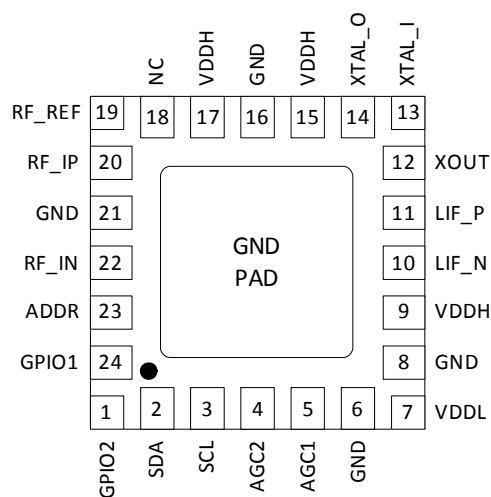 NC
VDDH
GND
VDDH
XTAL_O
XTAL_I
RF_REF 19 18 17 16 15 14 13
RF_IP 20 12 XOUT
GND 21 11 LIF_P
RF_IN 22 10 LIF_N
ADDR 23 9 VDDH
GPIO1 24 8 GND
GND
PAD
1 2 3 4 5 6 7 VDDL
GPIO2
SDA
SCL
AGC2
AGC1
GND